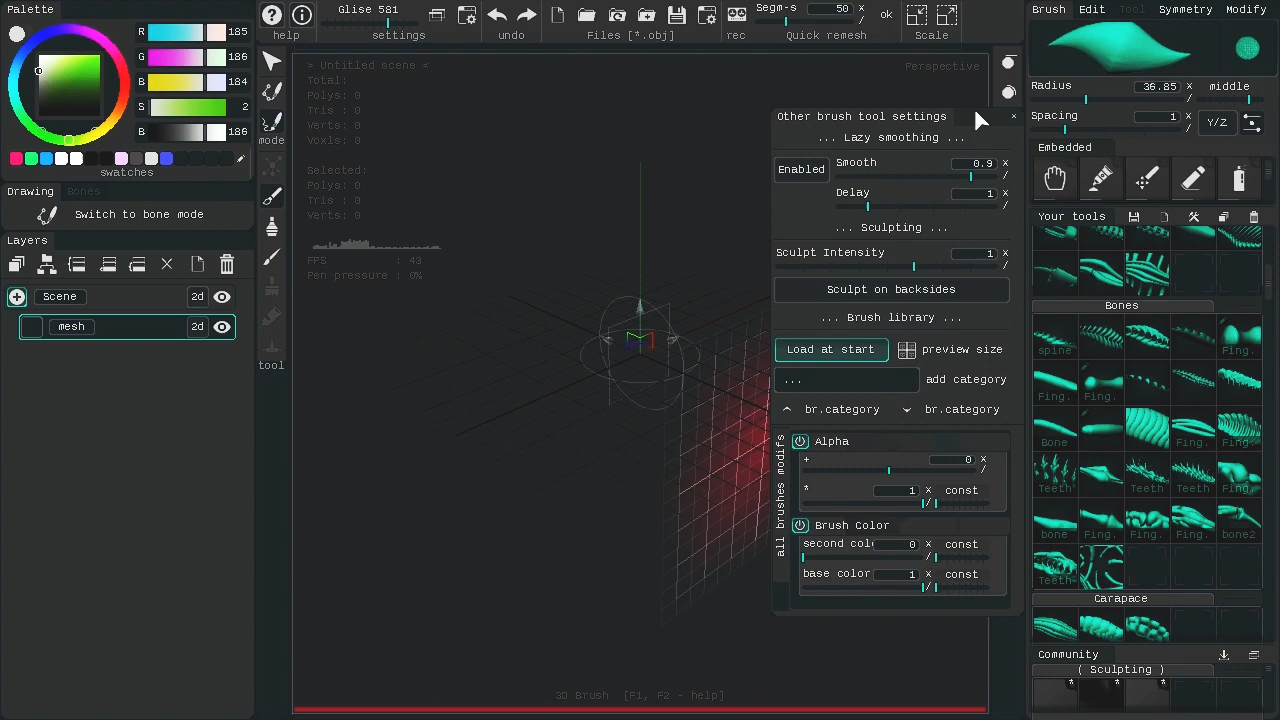 Palette
R 185
G 186
B 184
S 2
B 186
swatches
Drawing Bones
Switch to bone mode
Layers
Scene 2d
mesh 2d
Glise 581
help settings undo Files [*.obj] rec Quick remesh Scale
Segm-s 50 x
/
ok
mode
tool
> Untitled scene <
Total:
Polys: 0
Tris : 0
Verts: 0
Voxls: 0
Selected:
Polys: 0
Tris : 0
Verts: 0
FPS : 43
Pen pressure : 0%
Perspective
3D Brush [F1, F2 - help]
Other brush tool settings ×
... Lazy smoothing ...
Enabled
Smooth 0.9 x
/
Delay 1 x
/
... Sculpting ...
Sculpt Intensity 1 x
/
Sculpt on backsides
... Brush library ...
Load at start preview size
... add category
br.category br.category
all brushes modifs
Alpha
+ 0 x
/
* 1 x const
/
Brush Color
second col 0 x const
/
base color 1 x const
/
Brush Edit Tool Symmetry Modify
Radius 36.85 middle
/
Spacing 1 Y/Z
/
Embedded
Your tools
Bones
spine Fing.
Fing. Fing.
Bone Fing. Fing.
Teeth Teeth Teeth Fing.
bone Fing. Fing. Fing. bone2
Teeth
Carapace
Community
( Sculpting )
* * *